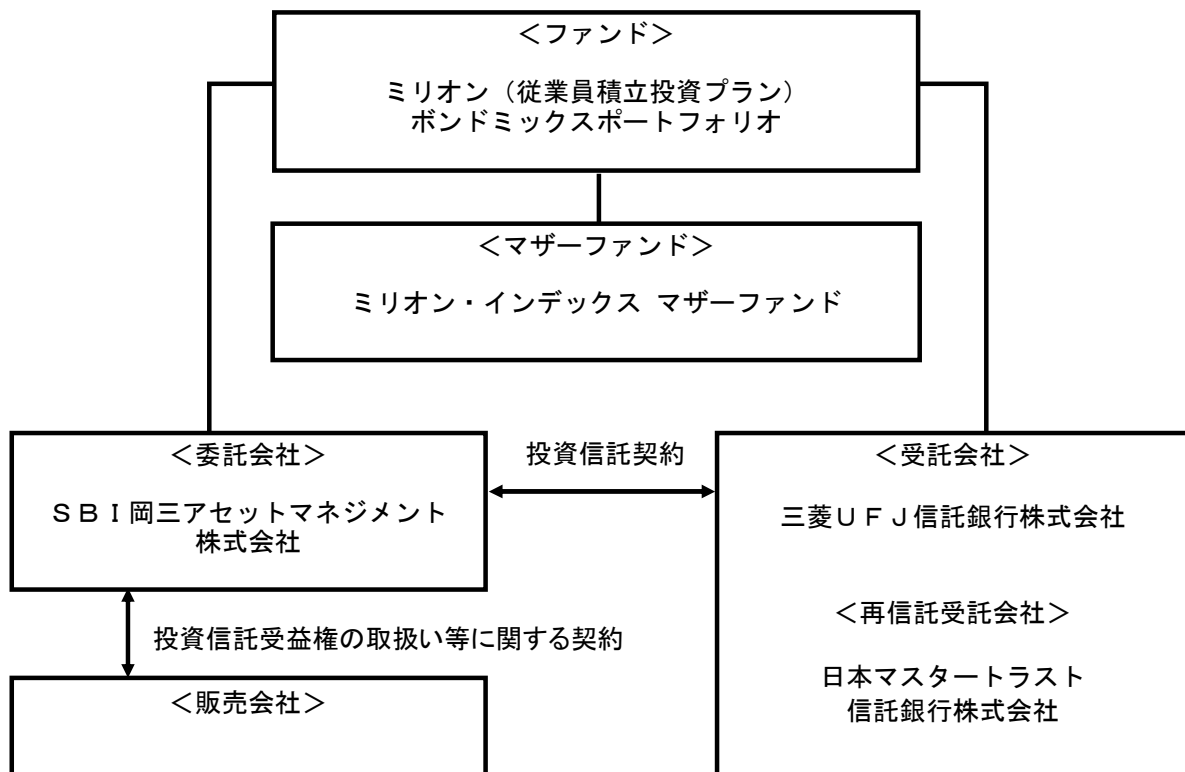 ＜ファンド＞
ミリオン（従業員積立投資プラン）
ボンドミックスポートフォリオ
＜マザーファンド＞
ミリオン・インデックス マザーファンド
＜委託会社＞
ＳＢＩ岡三アセットマネジメント
株式会社
投資信託契約
＜受託会社＞
三菱ＵＦＪ信託銀行株式会社
＜再信託受託会社＞
日本マスタートラスト
信託銀行株式会社
投資信託受益権の取扱い等に関する契約
＜販売会社＞